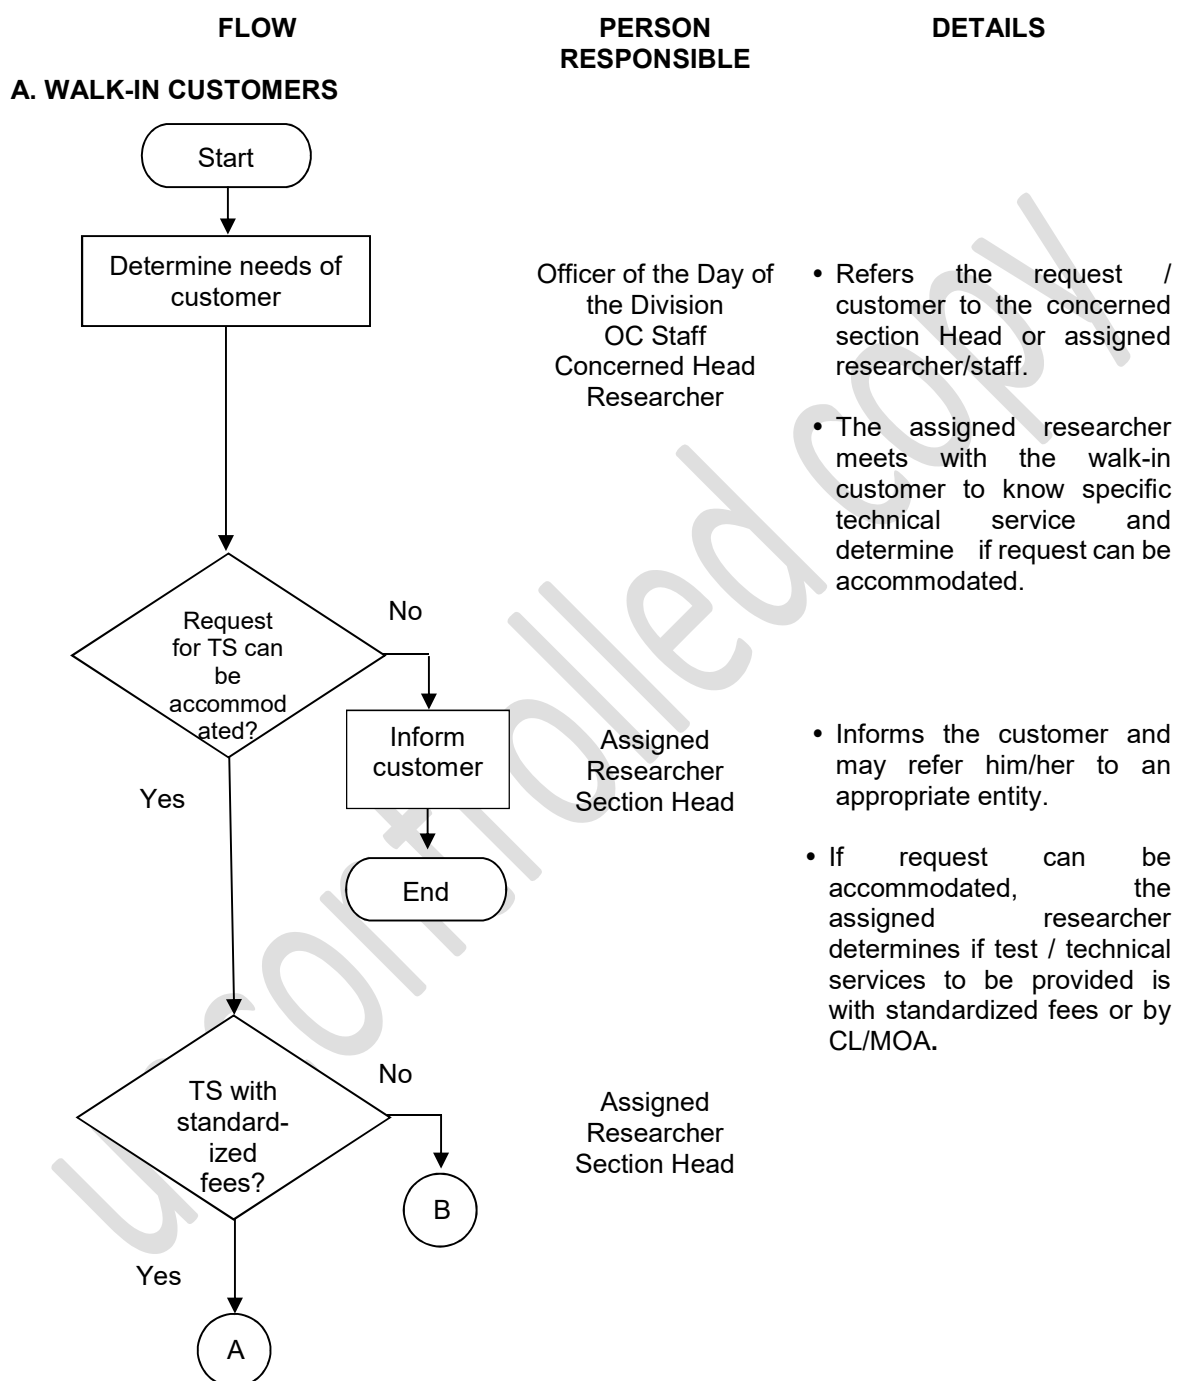 FLOW
PERSON
RESPONSIBLE
DETAILS
A. WALK-IN CUSTOMERS
Start
Determine needs of
customer
Officer of the Day of
the Division
OC Staff
Concerned Head
Researcher
• Refers the request /
customer to the concerned
section Head or assigned
researcher/staff.
• The assigned researcher
meets with the walk-in
customer to know specific
technical service and
determine if request can be
accommodated.
Request
for TS can
be
accommod
ated?
No
Yes
Inform
customer
End
Assigned
Researcher
Section Head
• Informs the customer and
may refer him/her to an
appropriate entity.
• If request can be
accommodated, the
assigned researcher
determines if test / technical
services to be provided is
with standardized fees or by
CL/MOA.
TS with
standard-
ized
fees?
No
B
Yes
A
Assigned
Researcher
Section Head
uncontrolled copy